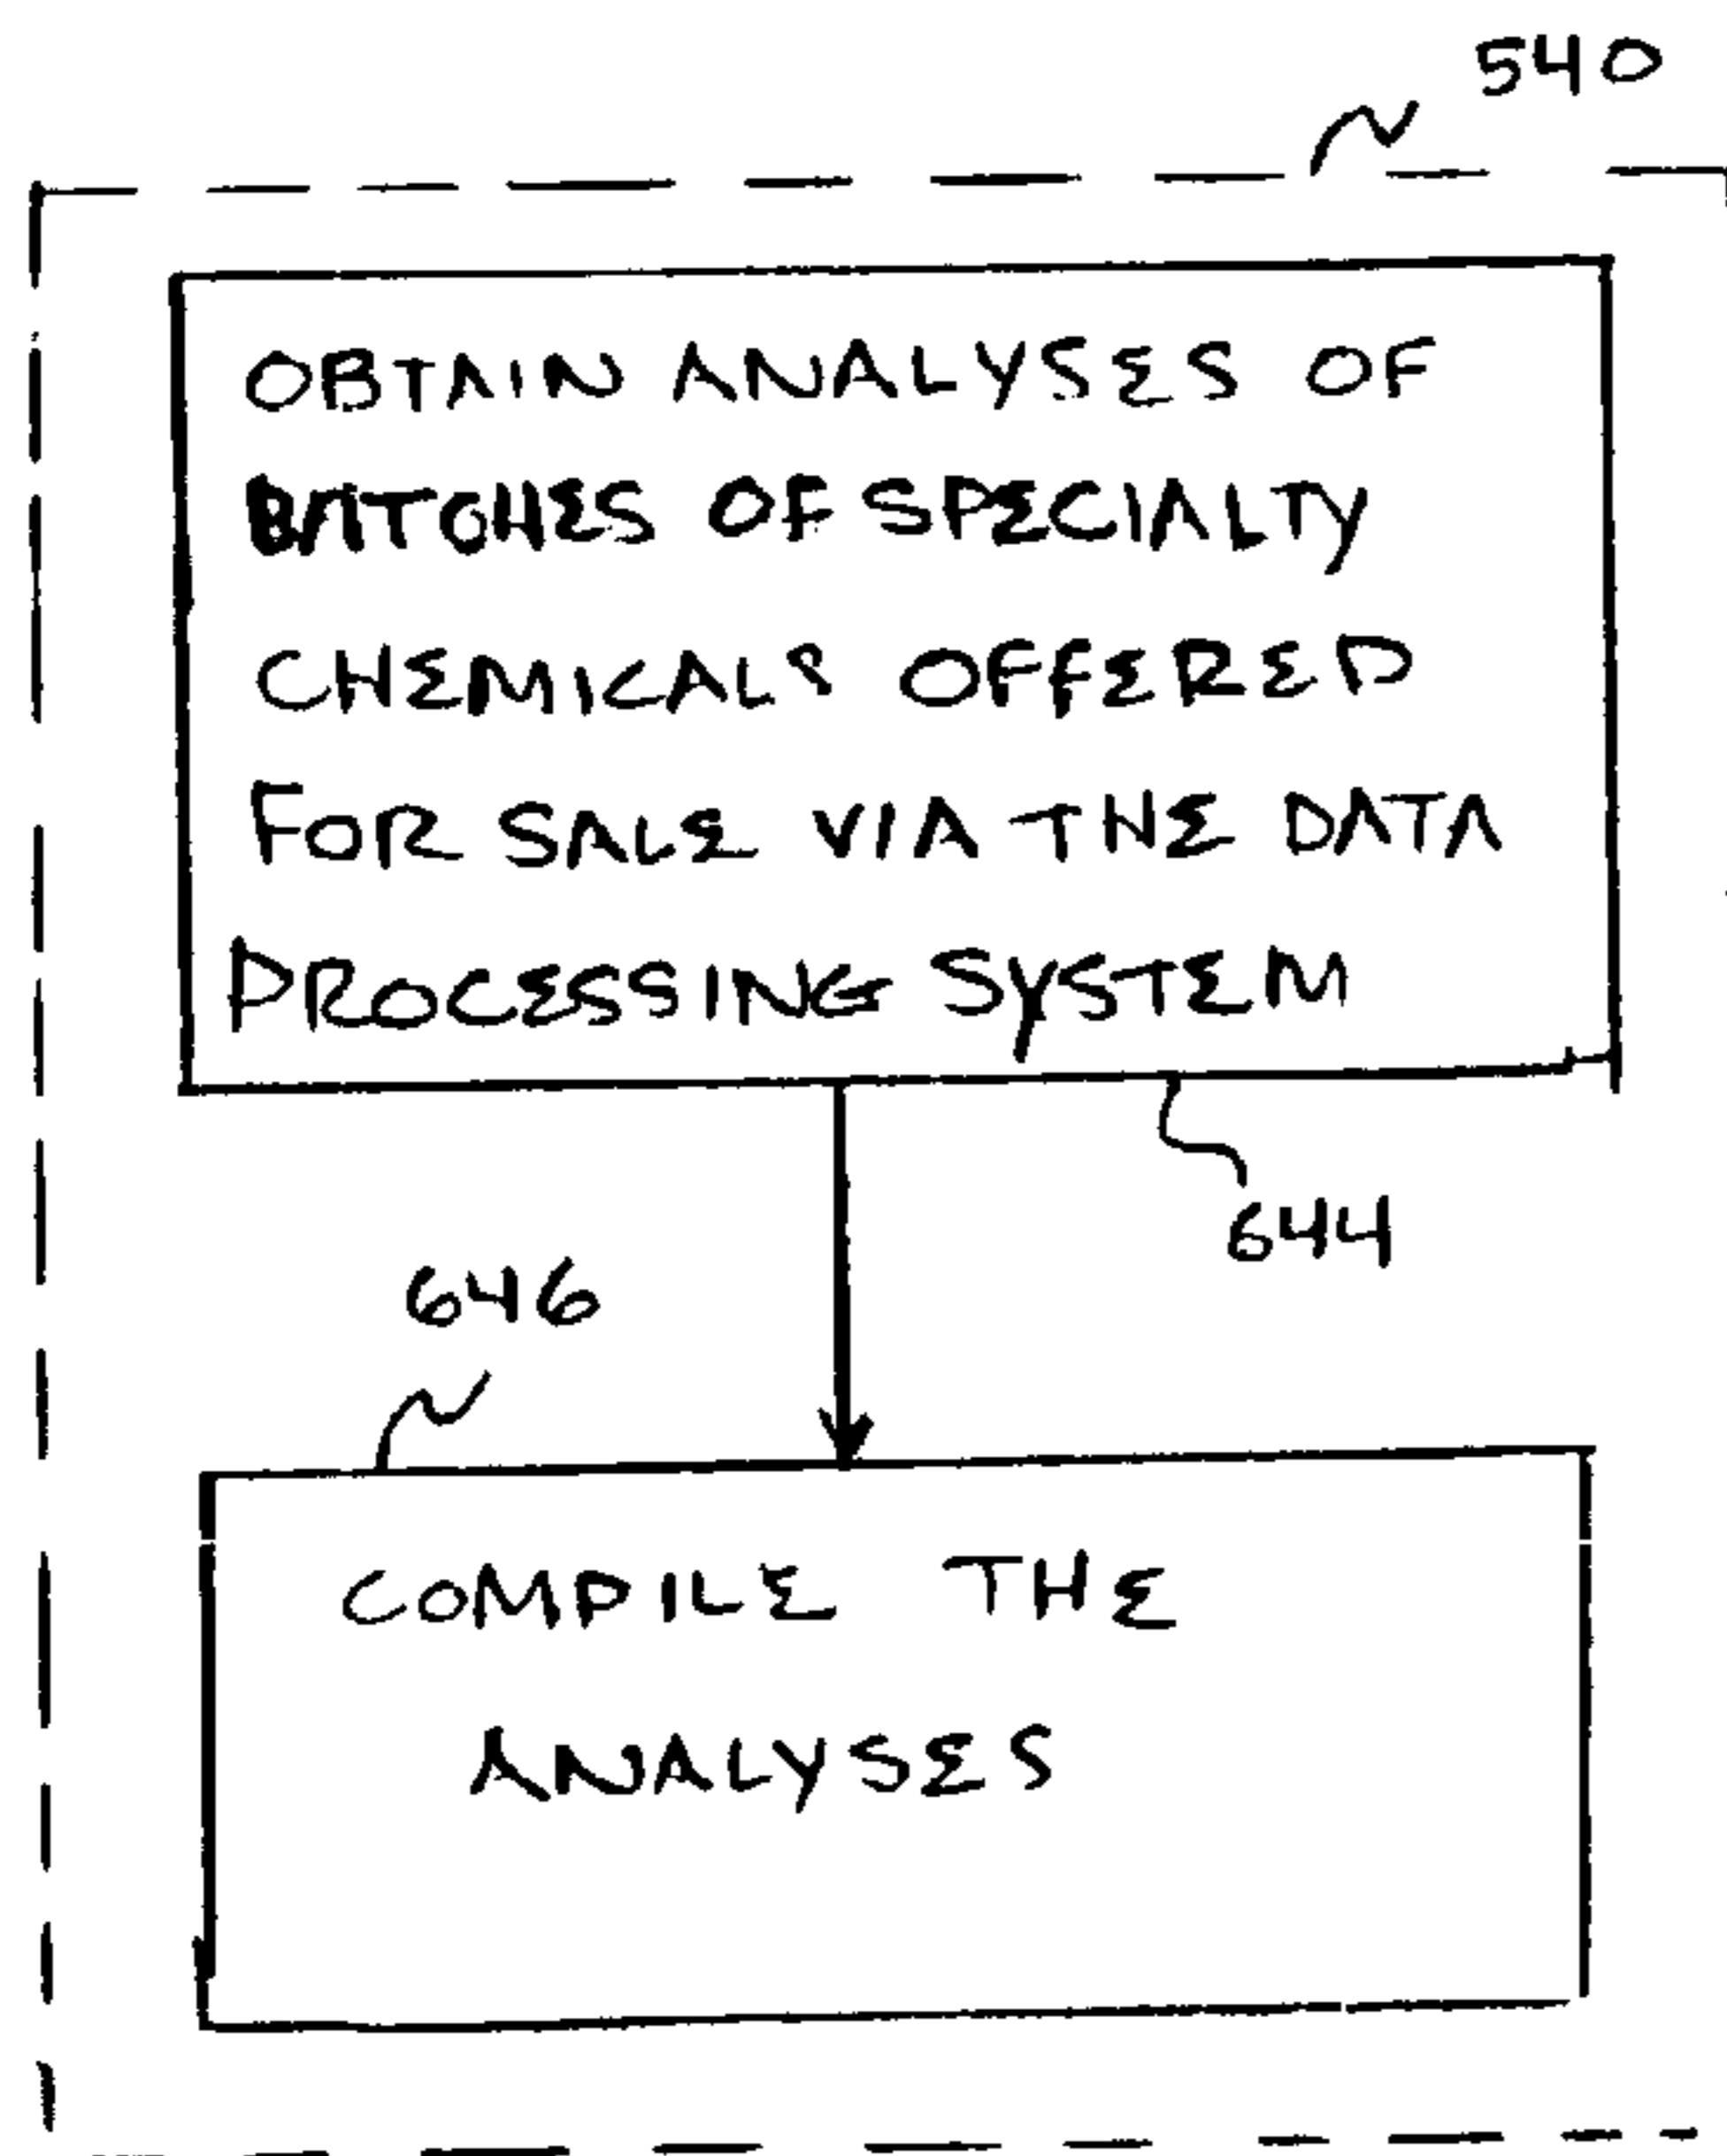 540
OBTAIN ANALYSES OF
BATCHES OF SPECIALTY
CHEMICALS OFFERED
FOR SALE VIA THE DATA
PROCESSING SYSTEM
644
646
COMPILE THE
ANALYSES